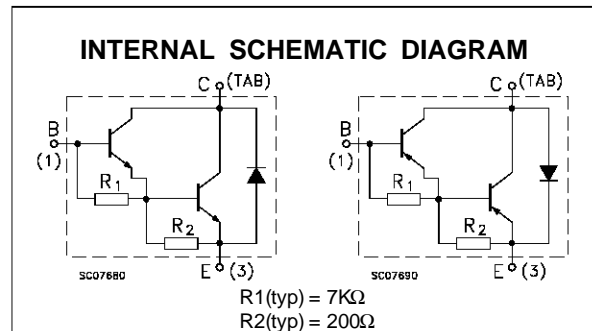 INTERNAL SCHEMATIC DIAGRAM
C (TAB)
B
(1)
R1
R2
SC07680
E (3)
C (TAB)
B
(1)
R1
R2
SC07690
E (3)
R1(typ) = 7KΩ
R2(typ) = 200Ω